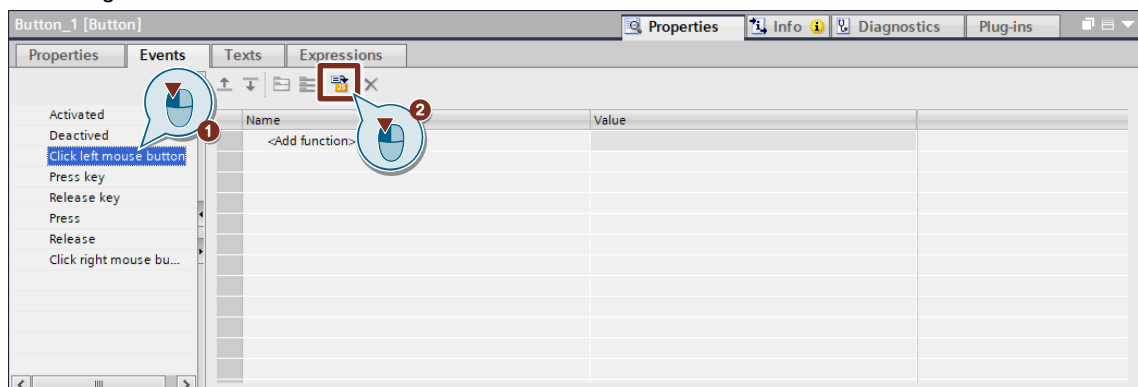 Button_1 [Button]
Properties
Info
Diagnostics
Plug-ins
Properties
Events
Texts
Expressions
2
1
Activated
Deactived
Click left mouse button
Press key
Release key
Press
Release
Click right mouse bu...
Name
Value
<Add function>